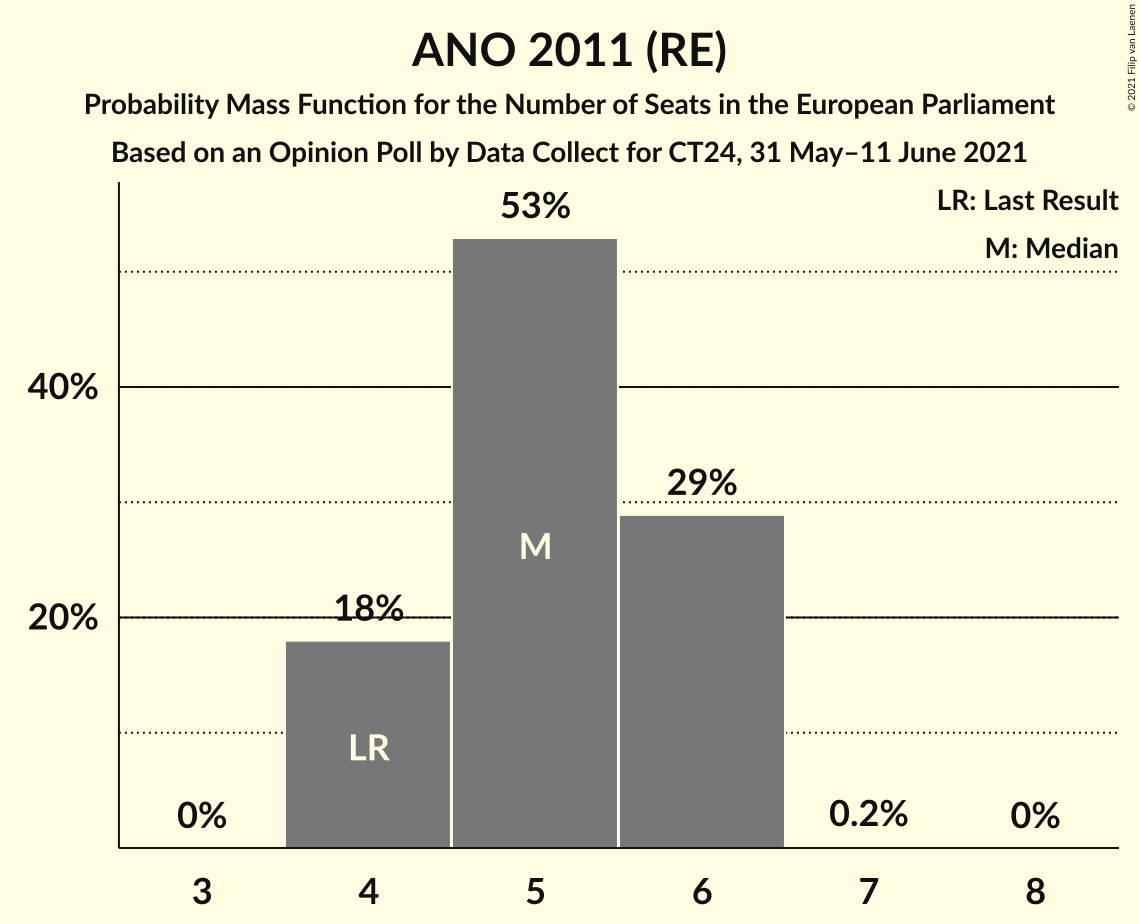 ANO 2011 (RE)
Probability Mass Function for the Number of Seats in the European Parliament
Based on an Opinion Poll by Data Collect for CT24, 31 May–11 June 2021
© 2021 Filip van Laenen
LR: Last Result
M: Median
53%
40%
29%
M
20%
18%
LR
0%
0.2%
0%
3 4 5 6 7 8